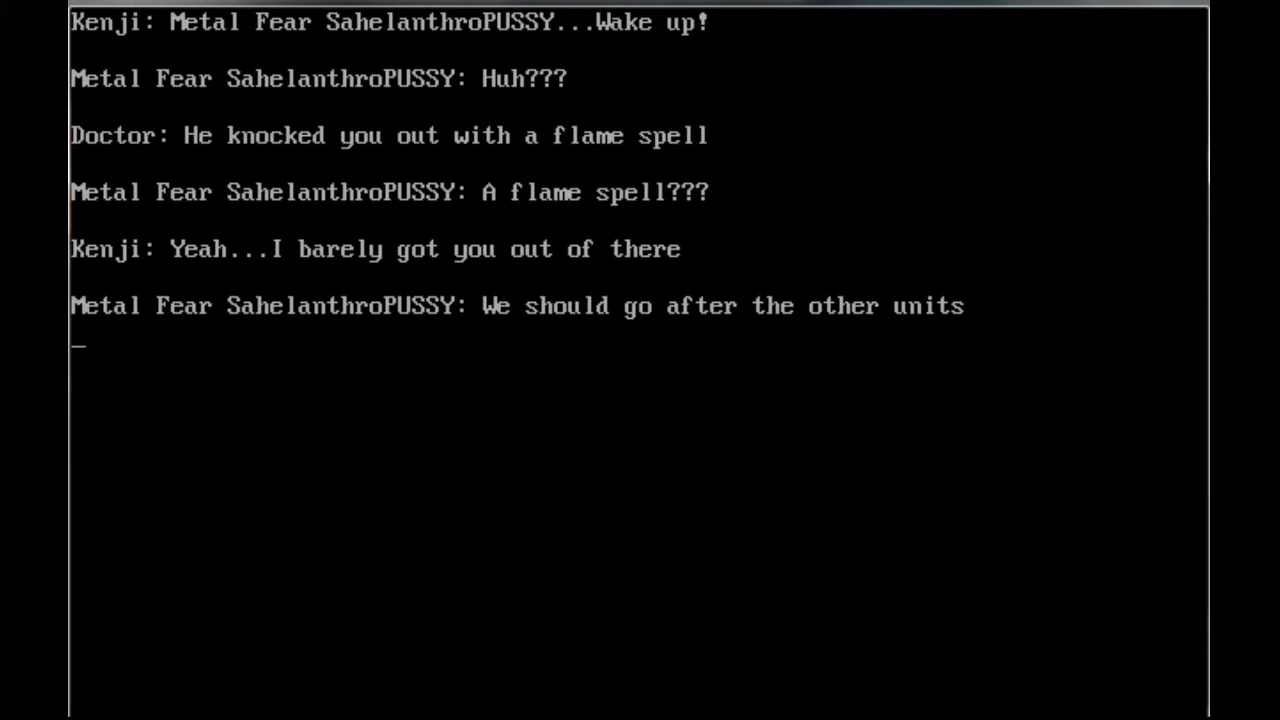 Kenji: Metal Fear SahelanthroPUSSY...Wake up!
Metal Fear SahelanthroPUSSY: Huh???
Doctor: He knocked you out with a flame spell
Metal Fear SahelanthroPUSSY: A flame spell???
Kenji: Yeah...I barely got you out of there
Metal Fear SahelanthroPUSSY: We should go after the other units
_